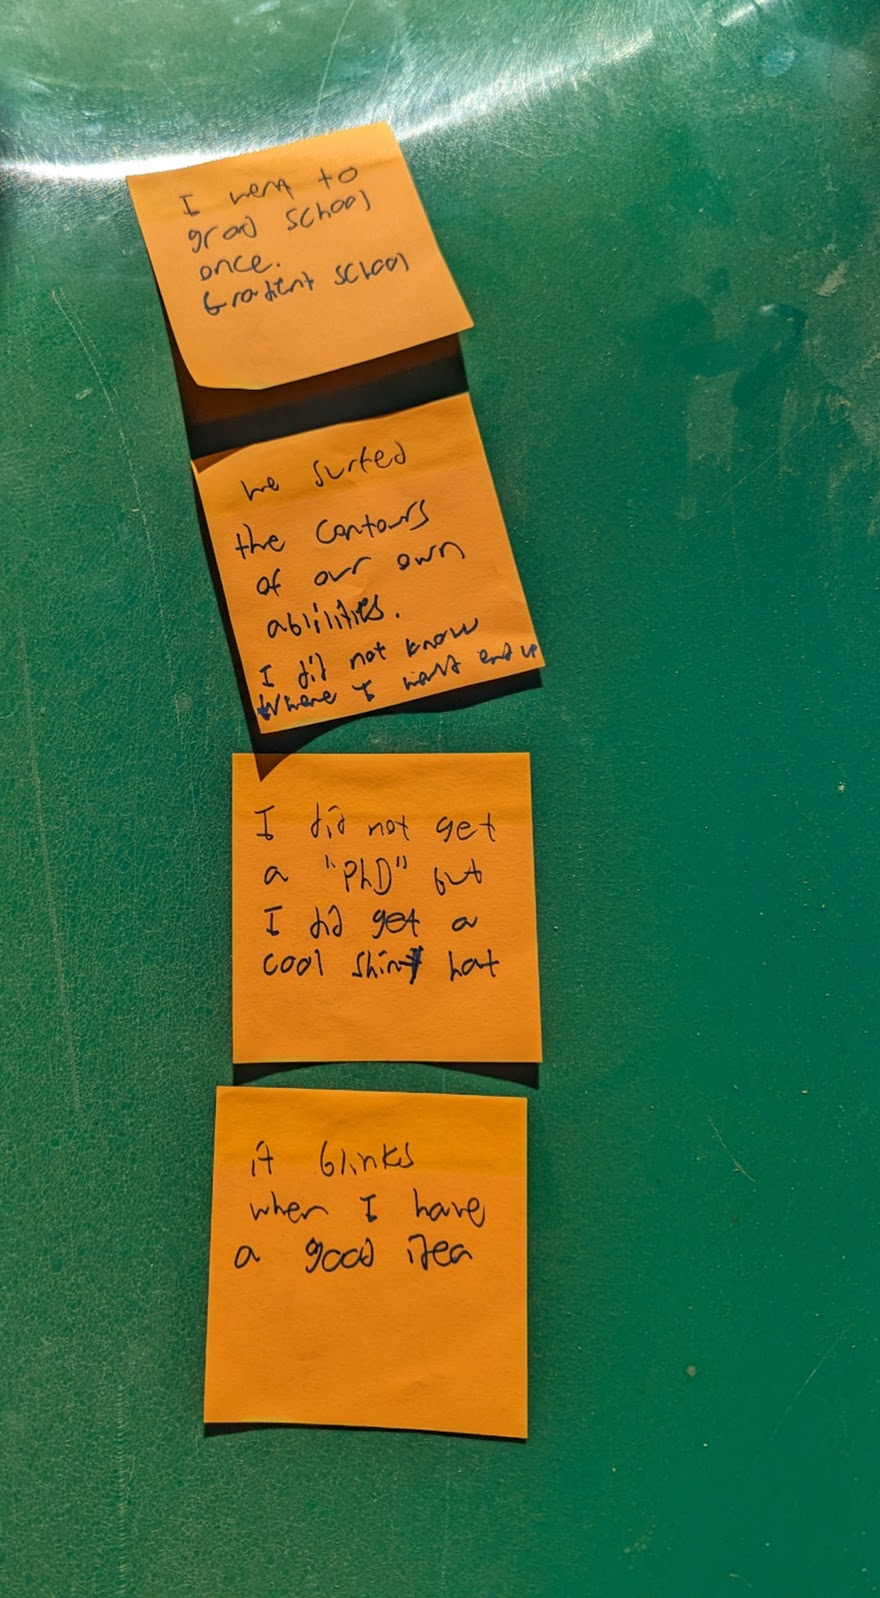 I went to
grad school
once.
Gradient school
we surfed
the contours
of our own
abilities.
I did not know
Where I was end up
I did not get
a "PhD" but
I did get a
cool shiny hat
it blinks
when I have
a good idea